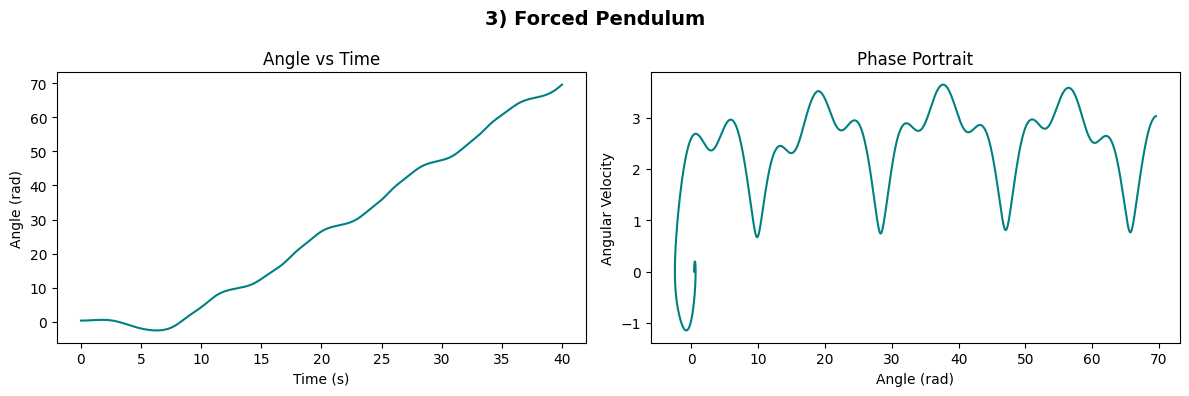 3) Forced Pendulum
Angle vs Time
Phase Portrait
Angle (rad)
70
60
50
40
30
20
10
0
0 5 10 15 20 25 30 35 40
Time (s)
Angular Velocity
3
2
1
0
−1
0 10 20 30 40 50 60 70
Angle (rad)